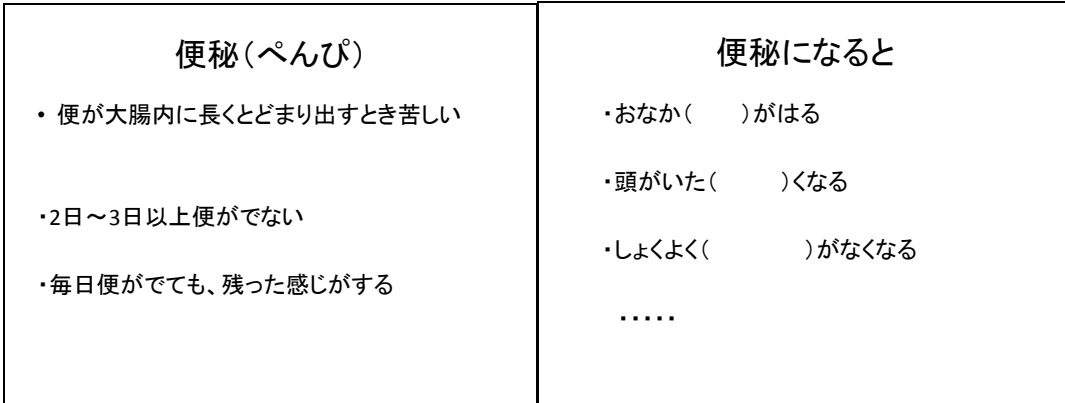 便秘(ぺんぴ)
• 便が大腸内に長くとどまり出すとき苦しい
・2日～3日以上便がでない
・毎日便がでても、残った感じがする
便秘になると
・おなか(　　)がはる
・頭がいた(　　　)くなる
・しょくよく(　　　　　)がなくなる
・・・・・